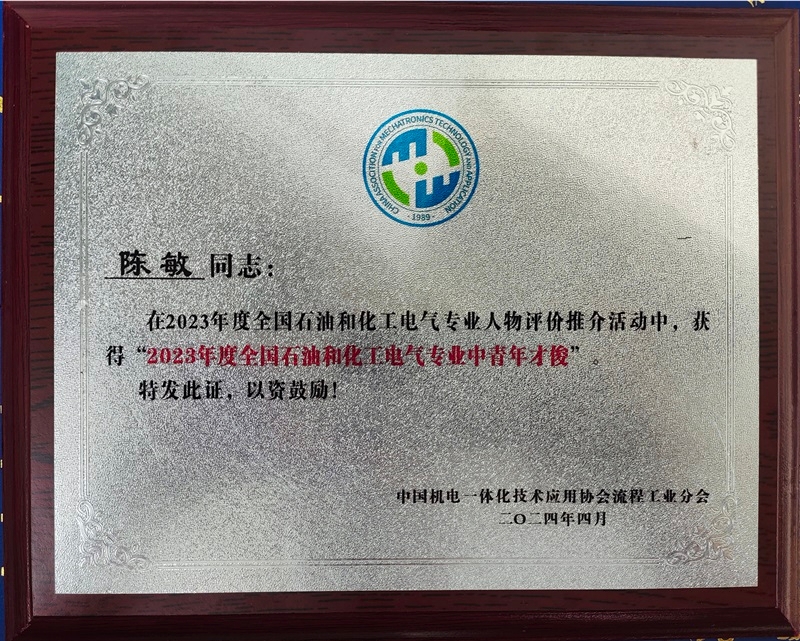 CHINA ASSOCITION FOR MECHATRONICS TECHNOLOGY AND APPLICATION
·1989·
陈敏 同志：
在2023年度全国石油和化工电气专业人物评价推介活动中，获
得“2023年度全国石油和化工电气专业中青年才俊”。
特发此证，以资鼓励！
中国机电一体化技术应用协会流程工业分会
二〇二四年四月